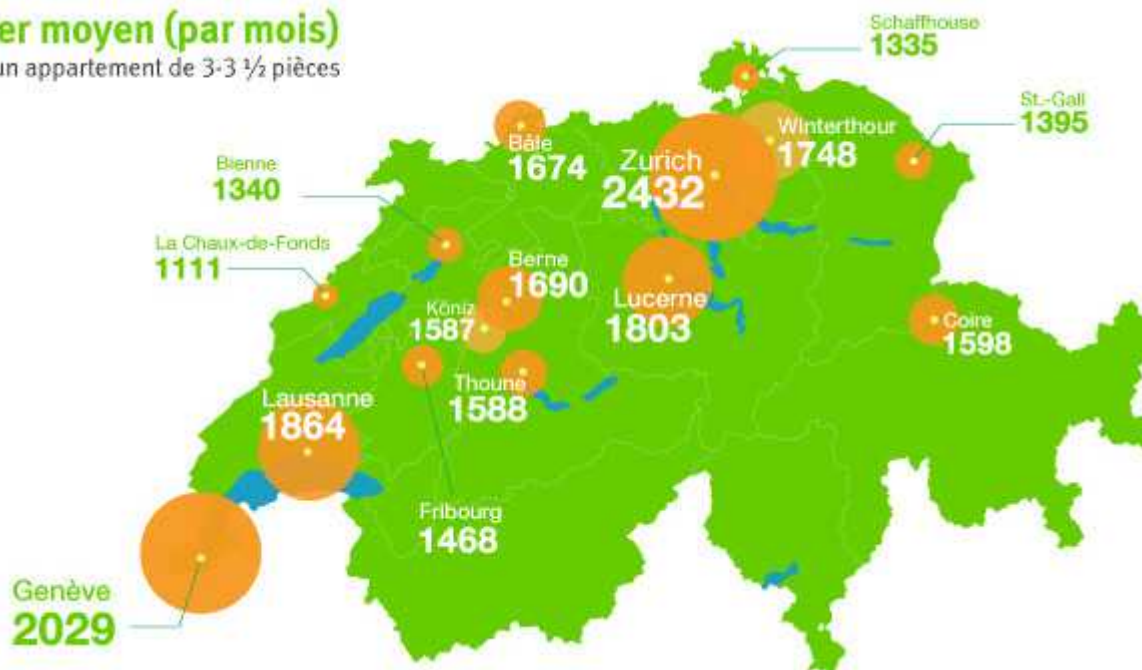 er moyen (par mois)
un appartement de 3-3 ½ pièces
Schaffhouse
1335
St.-Gall
1395
Winterthour
1748
Bâle
1674
Zurich
2432
Bienne
1340
La Chaux-de-Fonds
1111
Berne
1690
Köniz
1587
Lucerne
1803
Coire
1598
Thoune
1588
Lausanne
1864
Fribourg
1468
Genève
2029